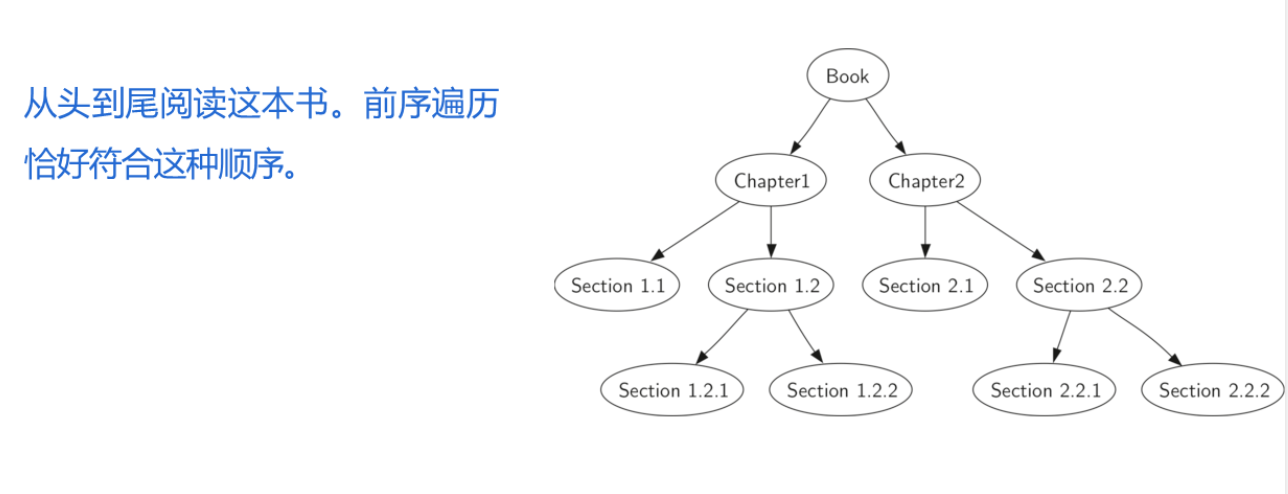 从头到尾阅读这本书。前序遍历
恰好符合这种顺序。
Book
Chapter1
Chapter2
Section 1.1
Section 1.2
Section 2.1
Section 2.2
Section 1.2.1
Section 1.2.2
Section 2.2.1
Section 2.2.2